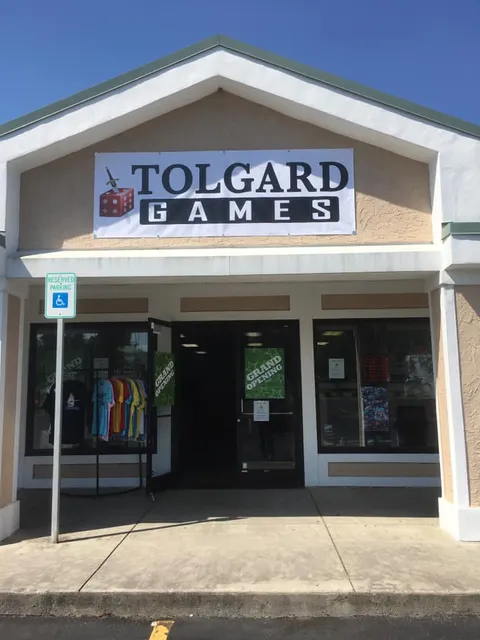 TOLGARD
GAMES
RESERVED
PARKING
GRAND
OPENING
GRAND
OPENING